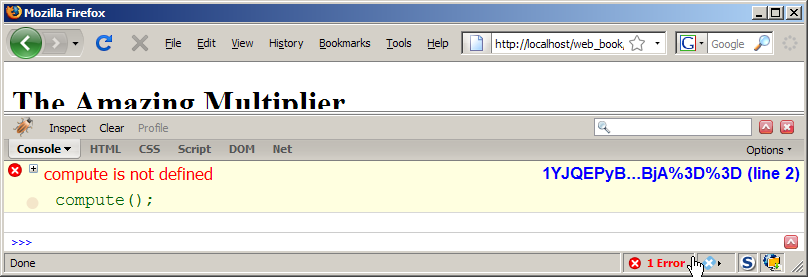 Mozilla Firefox
File Edit View History Bookmarks Tools Help http://localhost/web_book, G Google
The Amazing Multiplier
Inspect Clear Profile
Console HTML CSS Script DOM Net Options
compute is not defined 1YJQEPyB...BjA%3D%3D (line 2)
compute();
>>>
Done 1 Error S